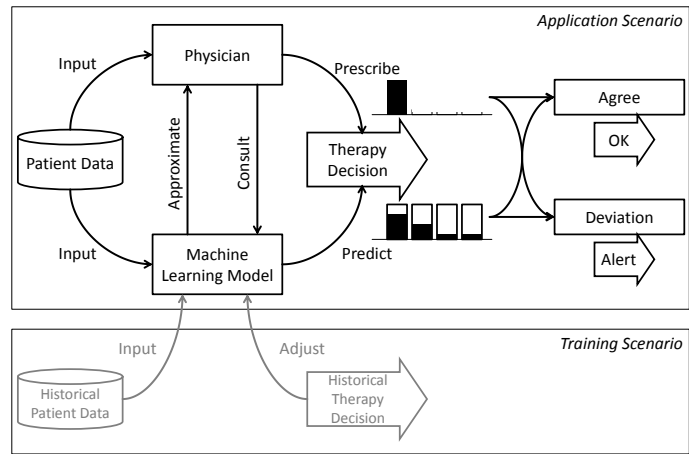 Application Scenario
Physician
Input
Prescribe
Agree
OK
Patient Data
Approximate
Consult
Therapy
Decision
Deviation
Alert
Input
Machine
Learning Model
Predict
Training Scenario
Input
Adjust
Historical
Patient Data
Historical
Therapy
Decision